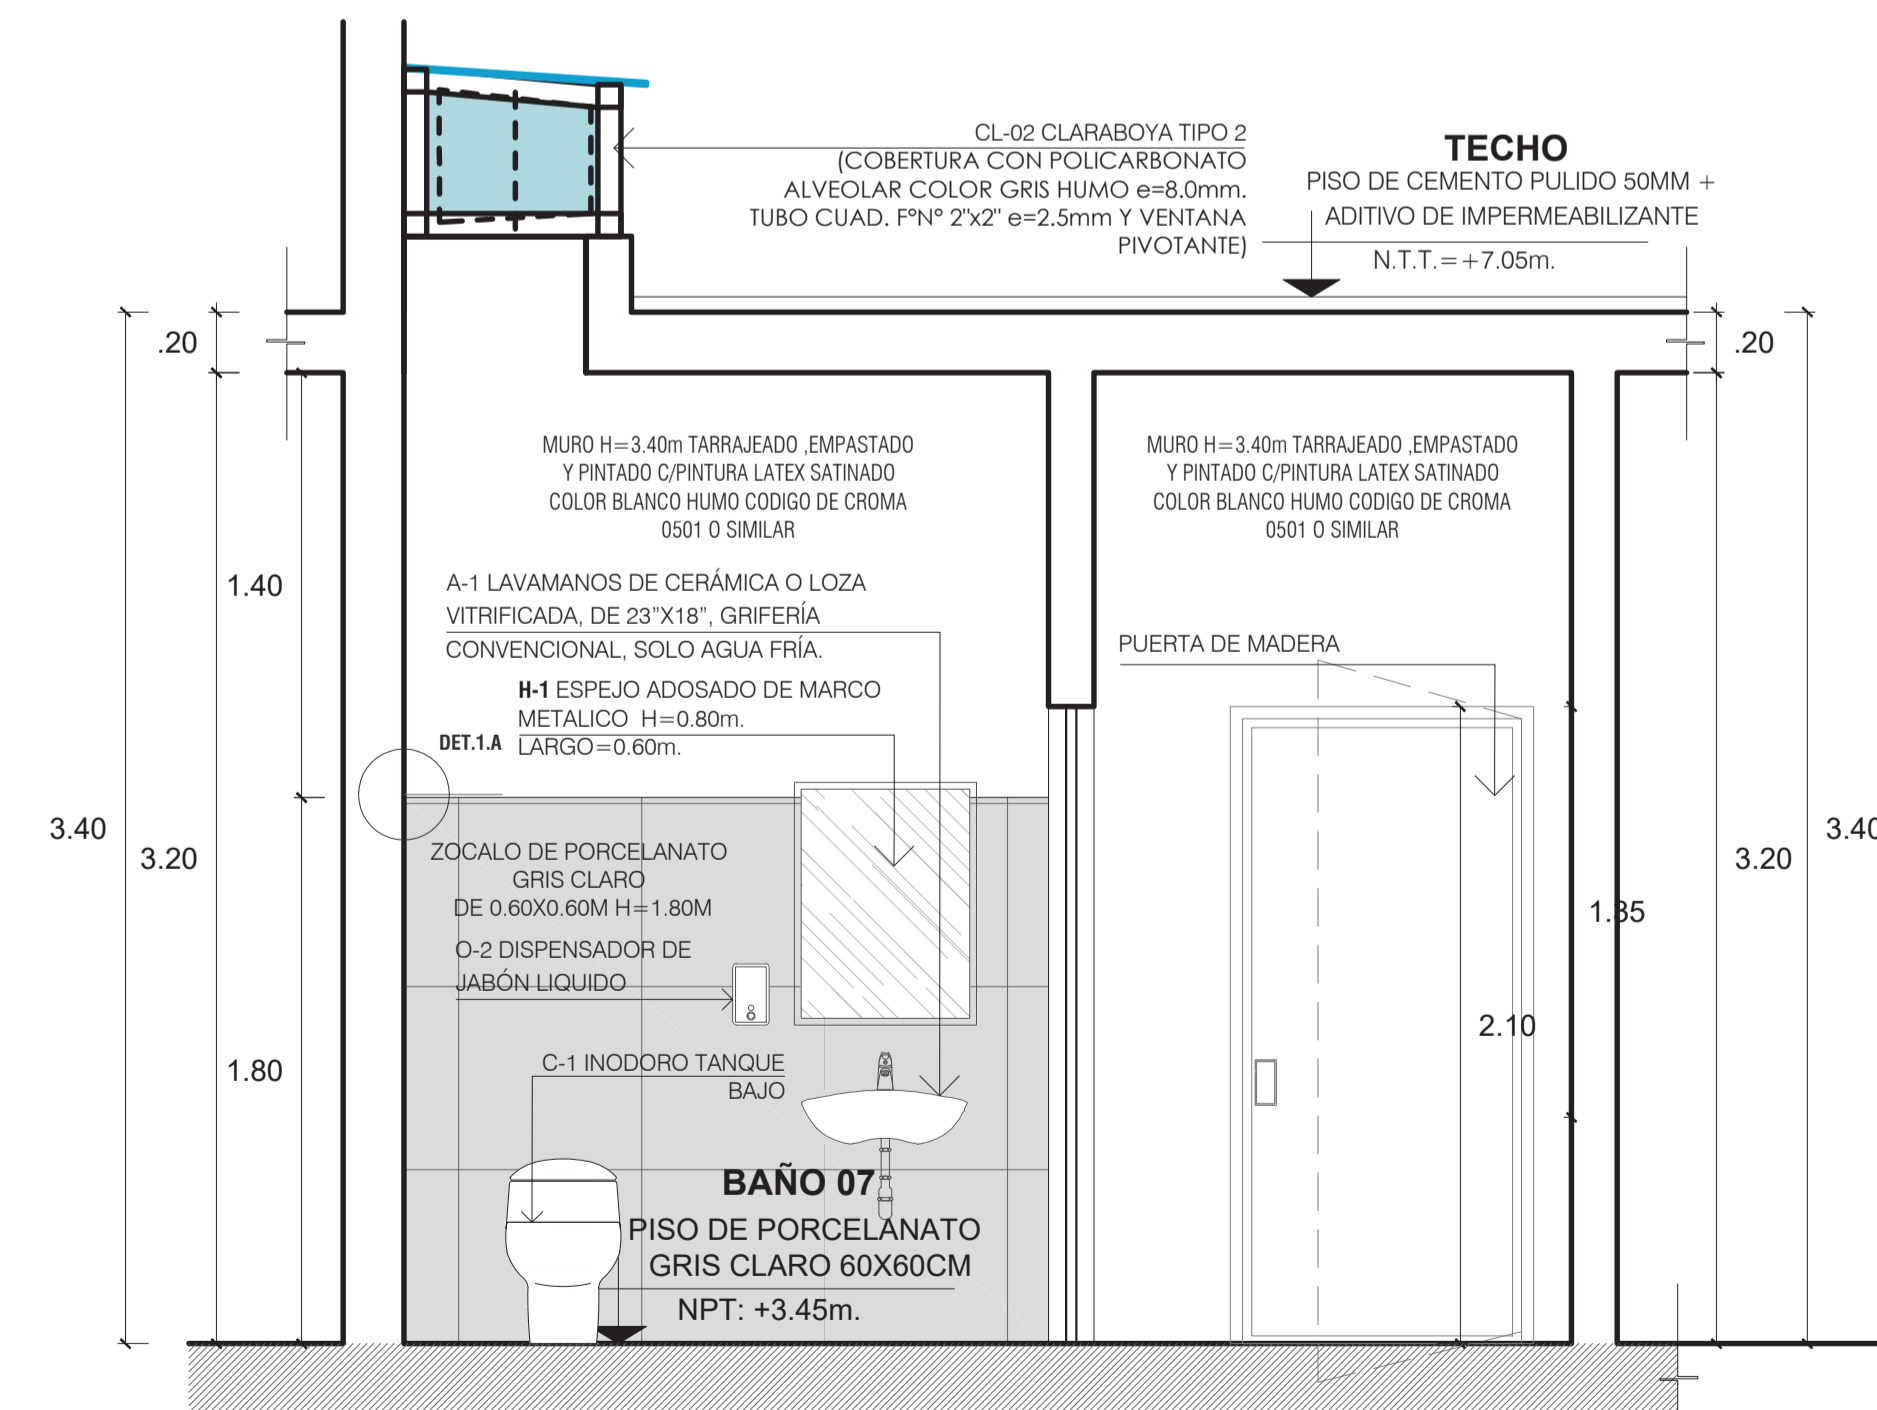 CL-02 CLARABOYA TIPO 2
(COBERTURA CON POLICARBONATO
ALVEOLAR COLOR GRIS HUMO e=8.0mm.
TUBO CUAD. F°N° 2"x2" e=2.5mm Y VENTANA
PIVOTANTE)
TECHO
PISO DE CEMENTO PULIDO 50MM +
ADITIVO DE IMPERMEABILIZANTE
N.T.T.=+7.05m.
.20
.20
MURO H=3.40m TARRAJEADO ,EMPASTADO
Y PINTADO C/PINTURA LATEX SATINADO
COLOR BLANCO HUMO CODIGO DE CROMA
0501 O SIMILAR
MURO H=3.40m TARRAJEADO ,EMPASTADO
Y PINTADO C/PINTURA LATEX SATINADO
COLOR BLANCO HUMO CODIGO DE CROMA
0501 O SIMILAR
1.40
A-1 LAVAMANOS DE CERÁMICA O LOZA
VITRIFICADA, DE 23"X18", GRIFERÍA
CONVENCIONAL, SOLO AGUA FRÍA.
PUERTA DE MADERA
H-1 ESPEJO ADOSADO DE MARCO
METALICO H=0.80m.
LARGO=0.60m.
DET.1.A
3.40
3.20
3.20
3.40
ZOCALO DE PORCELANATO
GRIS CLARO
DE 0.60X0.60M H=1.80M
1.35
O-2 DISPENSADOR DE
JABÓN LIQUIDO
2.10
1.80
C-1 INODORO TANQUE
BAJO
BAÑO 07
PISO DE PORCELANATO
GRIS CLARO 60X60CM
NPT: +3.45m.